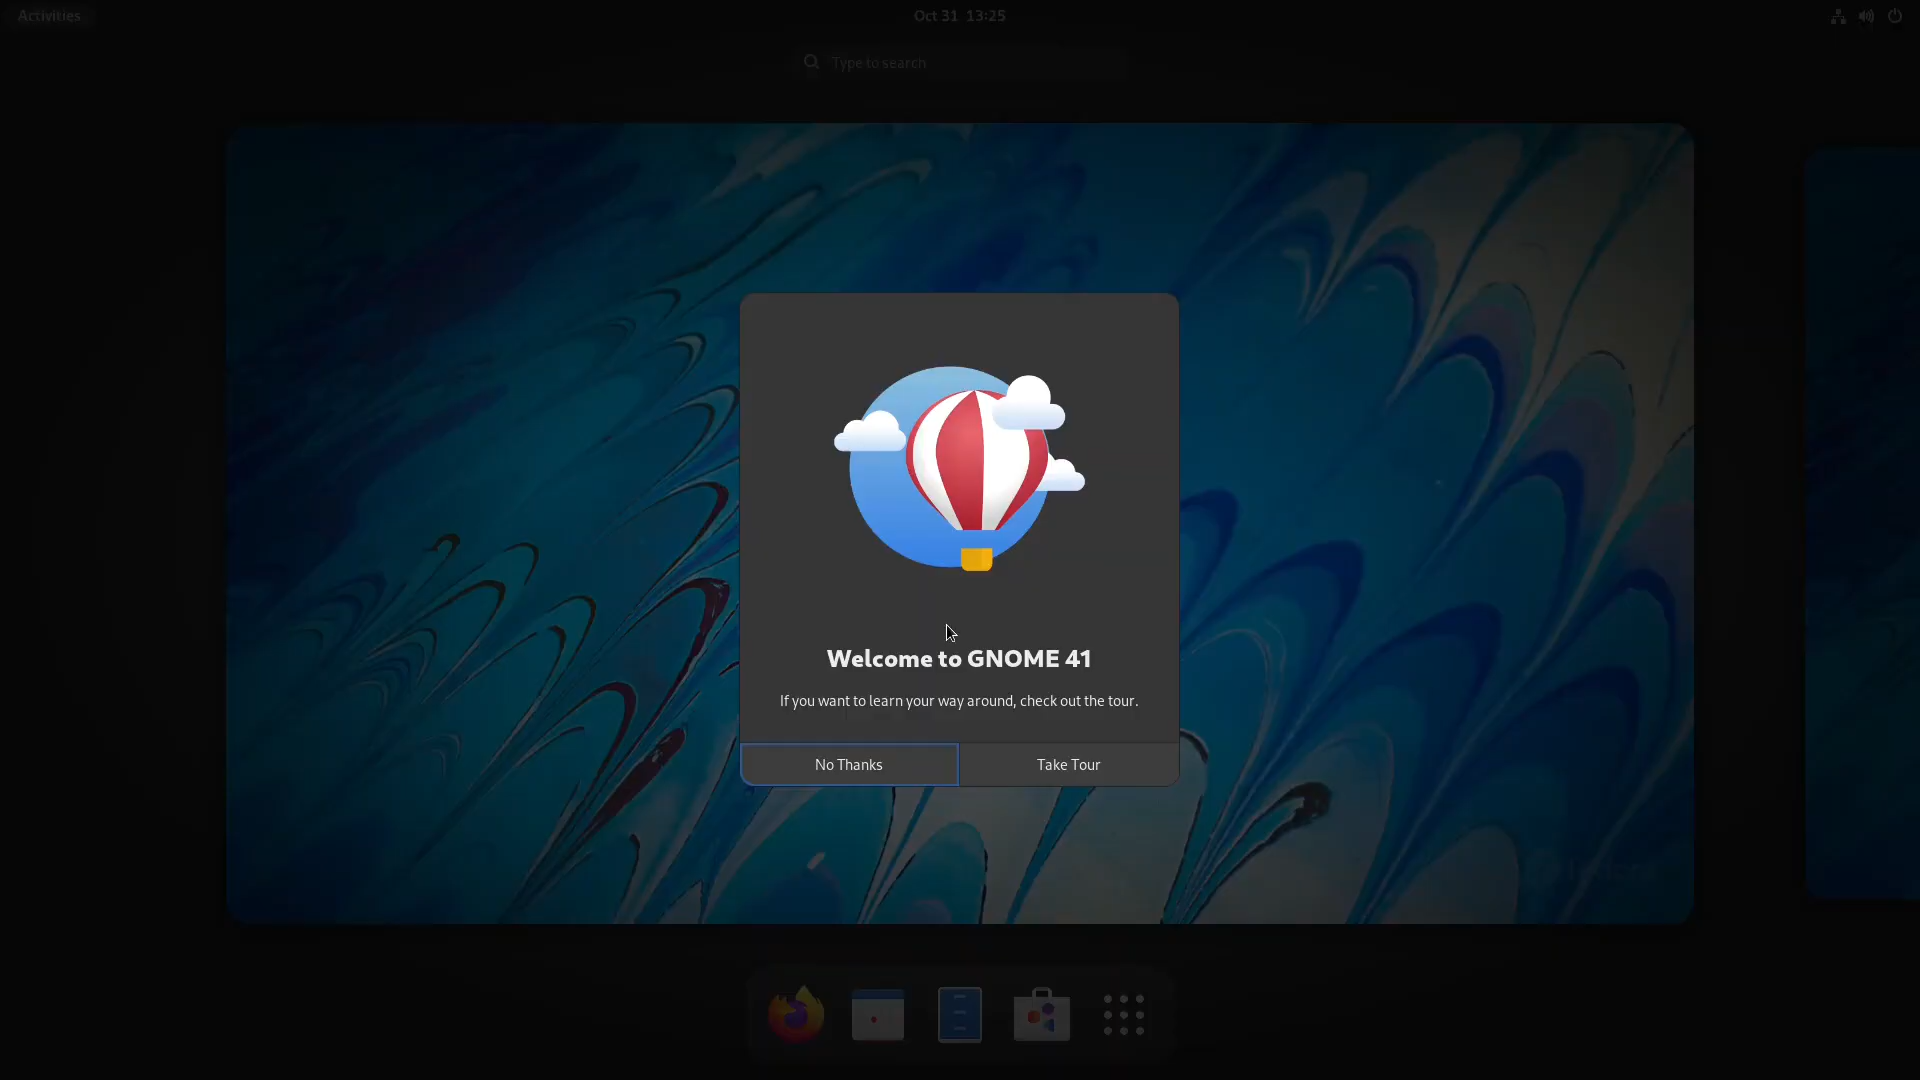 Activities
Oct 31 13:25
Type to search
Welcome to GNOME 41
If you want to learn your way around, check out the tour.
No Thanks
Take Tour